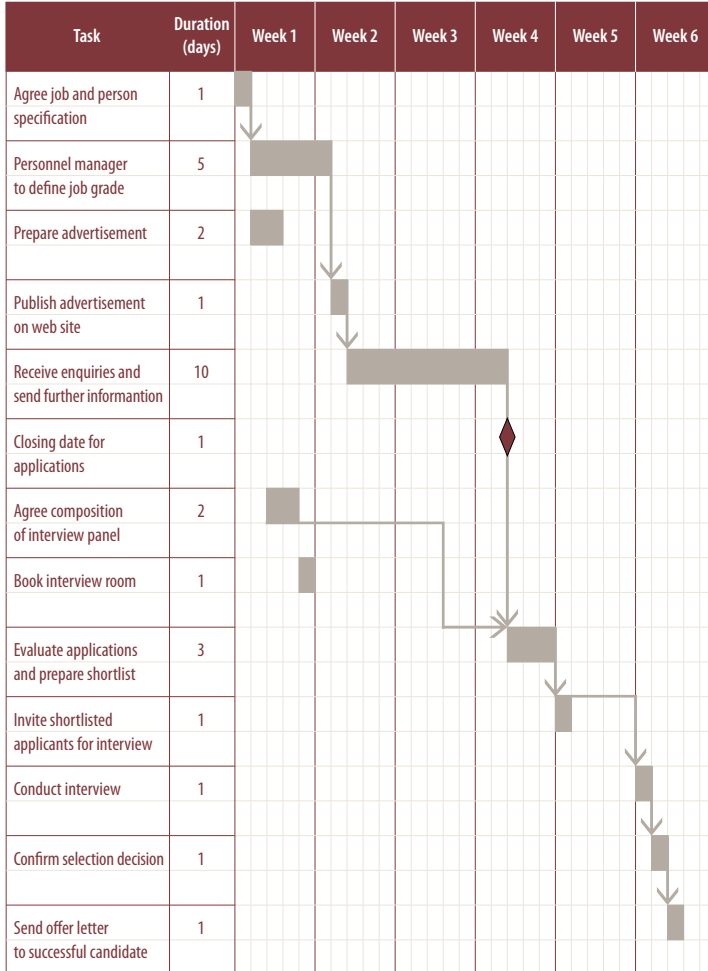 Task
Duration
(days)
Week 1
Week 2
Week 3
Week 4
Week 5
Week 6
Agree job and person
specification
1
Personnel manager
to define job grade
5
Prepare advertisement
2
Publish advertisement
on web site
1
Receive enquiries and
send further informantion
10
Closing date for
applications
1
Agree composition
of interview panel
2
Book interview room
1
Evaluate applications
and prepare shortlist
3
Invite shortlisted
applicants for interview
1
Conduct interview
1
Confirm selection decision
1
Send offer letter
to successful candidate
1